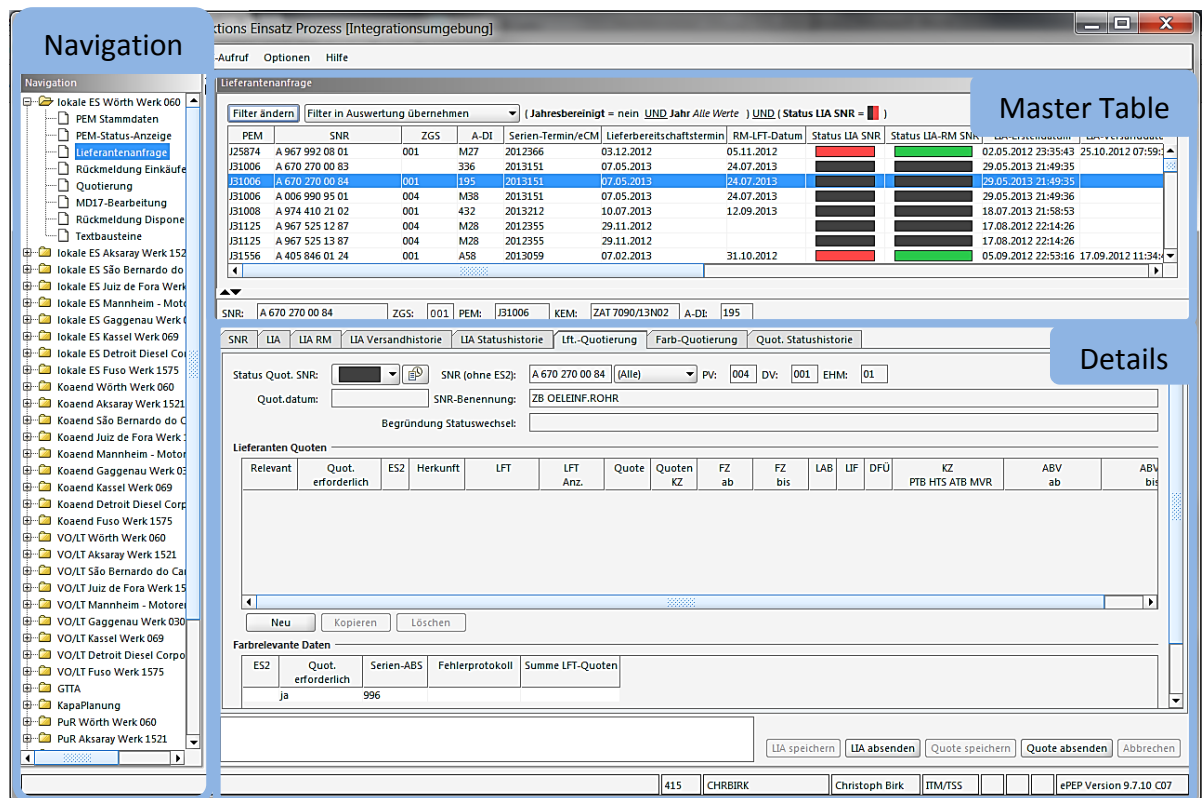 Navigation
ktions Einsatz Prozess [Integrationsumgebung]
-Aufruf Optionen Hilfe
Navigation
lokale ES Wörth Werk 060
PEM Stammdaten
PEM-Status-Anzeige
Lieferantenanfrage
Rückmeldung Einkäufe
Quotierung
MD17-Bearbeitung
Rückmeldung Dispone
Textbausteine
lokale ES Aksaray Werk 152
lokale ES São Bernardo do
lokale ES Juiz de Fora Werk
lokale ES Mannheim - Moto
lokale ES Gaggenau Werk 0
lokale ES Kassel Werk 069
lokale ES Detroit Diesel Cor
lokale ES Fuso Werk 1575
Koaend Wörth Werk 060
Koaend Aksaray Werk 1521
Koaend São Bernardo do C
Koaend Juiz de Fora Werk 1
Koaend Mannheim - Motor
Koaend Gaggenau Werk 03
Koaend Kassel Werk 069
Koaend Detroit Diesel Corp
Koaend Fuso Werk 1575
VO/LT Wörth Werk 060
VO/LT Aksaray Werk 1521
VO/LT São Bernardo do Car
VO/LT Juiz de Fora Werk 15
VO/LT Mannheim - Motore
VO/LT Gaggenau Werk 030
VO/LT Kassel Werk 069
VO/LT Detroit Diesel Corpo
VO/LT Fuso Werk 1575
GTTA
KapaPlanung
PuR Wörth Werk 060
PuR Aksaray Werk 1521
Lieferantenanfrage
Master Table
Filter ändern Filter in Auswertung übernehmen ( Jahresbereinigt = nein UND Jahr Alle Werte ) UND ( Status LIA SNR = )
PEM SNR ZGS A-DI Serien-Termin/eCM Lieferbereitschaftstermin RM-LFT-Datum Status LIA SNR Status LIA-RM SNR LIA-Erstelldatum LIA-Versanddate
J25874 A 967 992 08 01 001 M27 2012366 03.12.2012 05.11.2012 02.05.2012 23:35:43 25.10.2012 07:59:
J31006 A 670 270 00 83 336 2013151 07.05.2013 24.07.2013 29.05.2013 21:49:35
J31006 A 670 270 00 84 001 195 2013151 07.05.2013 24.07.2013 29.05.2013 21:49:35
J31006 A 006 990 95 01 004 M38 2013151 07.05.2013 24.07.2013 29.05.2013 21:49:36
J31008 A 974 410 21 02 001 432 2013212 10.07.2013 12.09.2013 18.07.2013 21:58:53
J31125 A 967 525 12 87 004 M28 2012355 29.11.2012 17.08.2012 22:14:26
J31125 A 967 525 13 87 004 M28 2012355 29.11.2012 17.08.2012 22:14:26
J31556 A 405 846 01 24 001 A58 2013059 07.02.2013 31.10.2012 05.09.2012 22:53:16 17.09.2012 11:34:
SNR: A 670 270 00 84 ZGS: 001 PEM: J31006 KEM: ZAT 7090/13N02 A-DI: 195
SNR LIA LIA RM LIA Versandhistorie LIA Statushistorie Lft.-Quotierung Farb-Quotierung Quot. Statushistorie
Details
Status Quot. SNR: SNR (ohne ES2): A 670 270 00 84 (Alle) PV: 004 DV: 001 EHM: 01
Quot.datum: SNR-Benennung: ZB OELEINF.ROHR
Begründung Statuswechsel:
Lieferanten Quoten
Relevant Quot. erforderlich ES2 Herkunft LFT LFT Anz. Quote Quoten KZ FZ ab FZ bis LAB LIF DFÜ KZ PTB HTS ATB MVR ABV ab ABV bis
Neu Kopieren Löschen
Farbrelevante Daten
ES2 Quot. erforderlich Serien-ABS Fehlerprotokoll Summe LFT-Quoten
ja 996
LIA speichern LIA absenden Quote speichern Quote absenden Abbrechen
415 CHRBIRK Christoph Birk ITM/TSS ePEP Version 9.7.10 C07